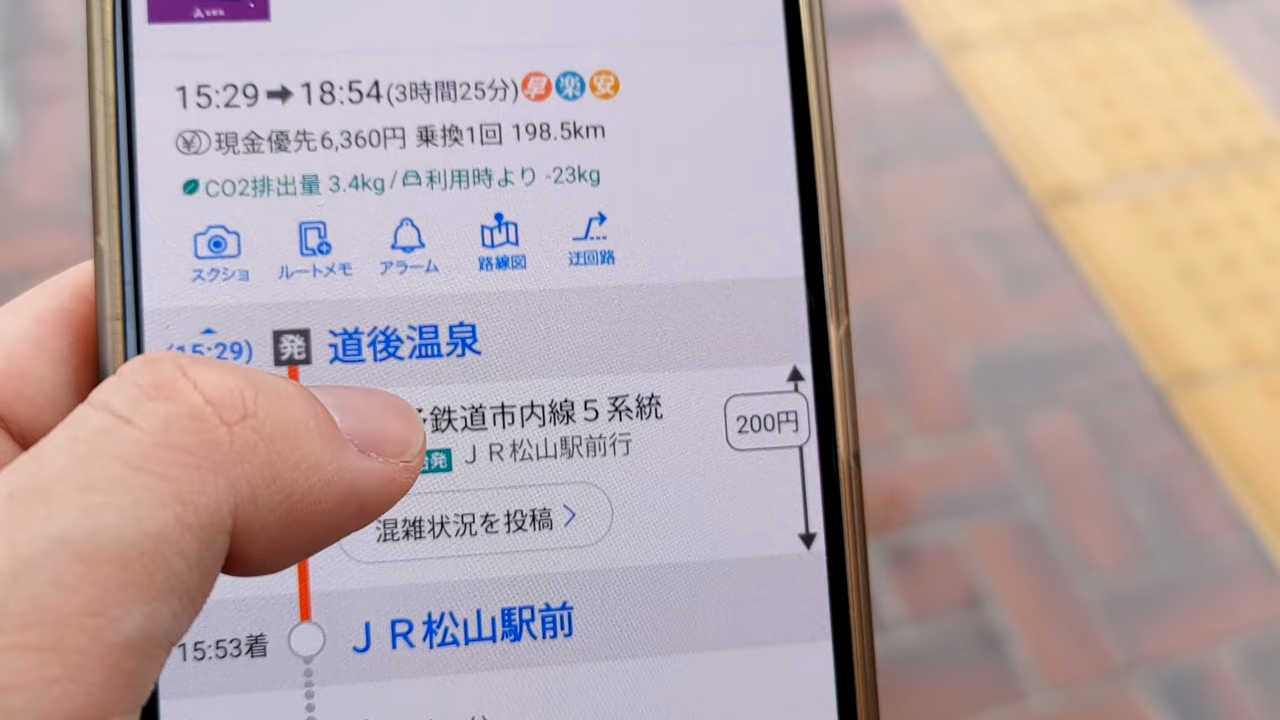 15:29➡18:54(3時間25分)早楽安
現金優先6,360円 乗換1回 198.5km
CO2排出量 3.4kg/利用時より -23kg
スクショ ルートメモ アラーム 路線図 迂回路
(15:29) 発 道後温泉
鉄道市内線5系統
発 JR松山駅前行
200円
混雑状況を投稿 >
15:53着 JR松山駅前